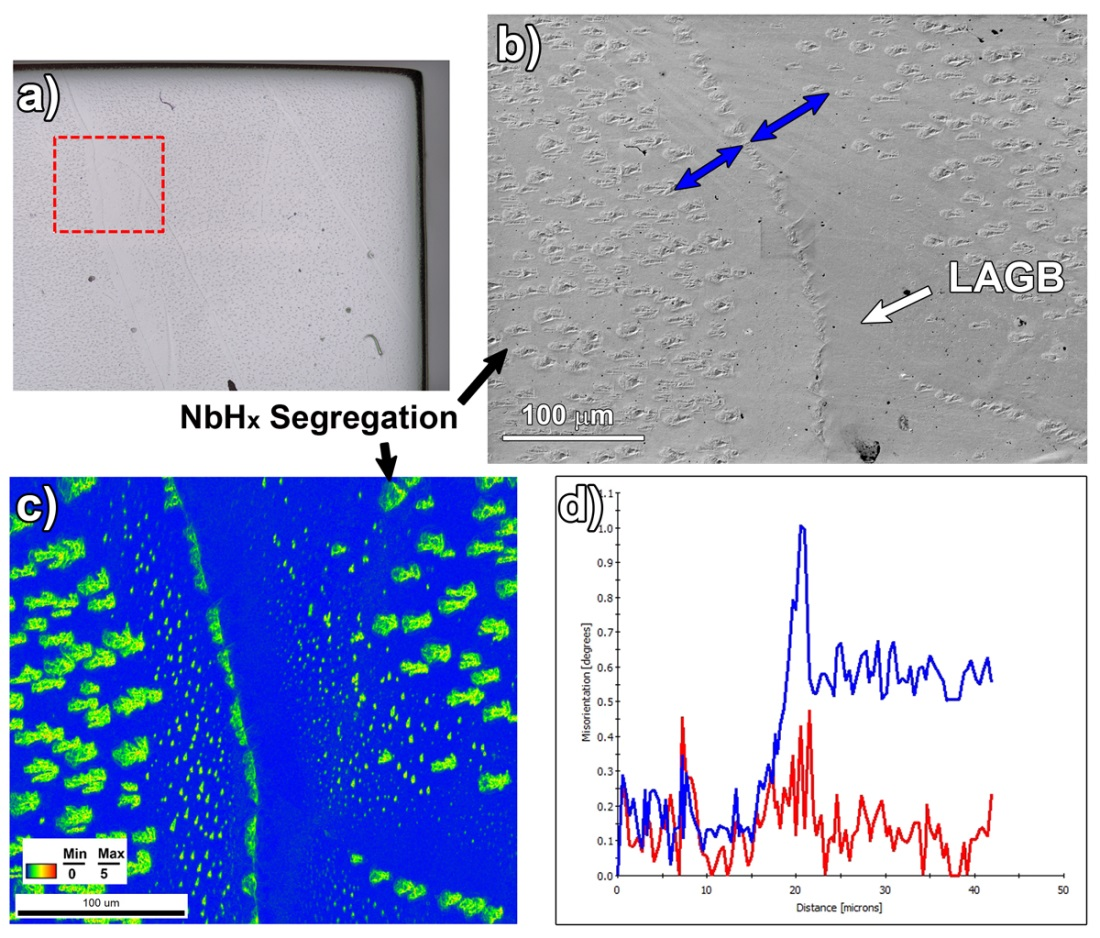 a)
b)
LAGB
100 µm
NbHx Segregation
c)
Min Max
0 5
100 um
d)
.1
1.0
0.9
0.8
0.7
0.6
0.5
0.4
0.3
0.2
0.1
0.0
Misorientation [degrees]
0 10 20 30 40 50
Distance [microns]